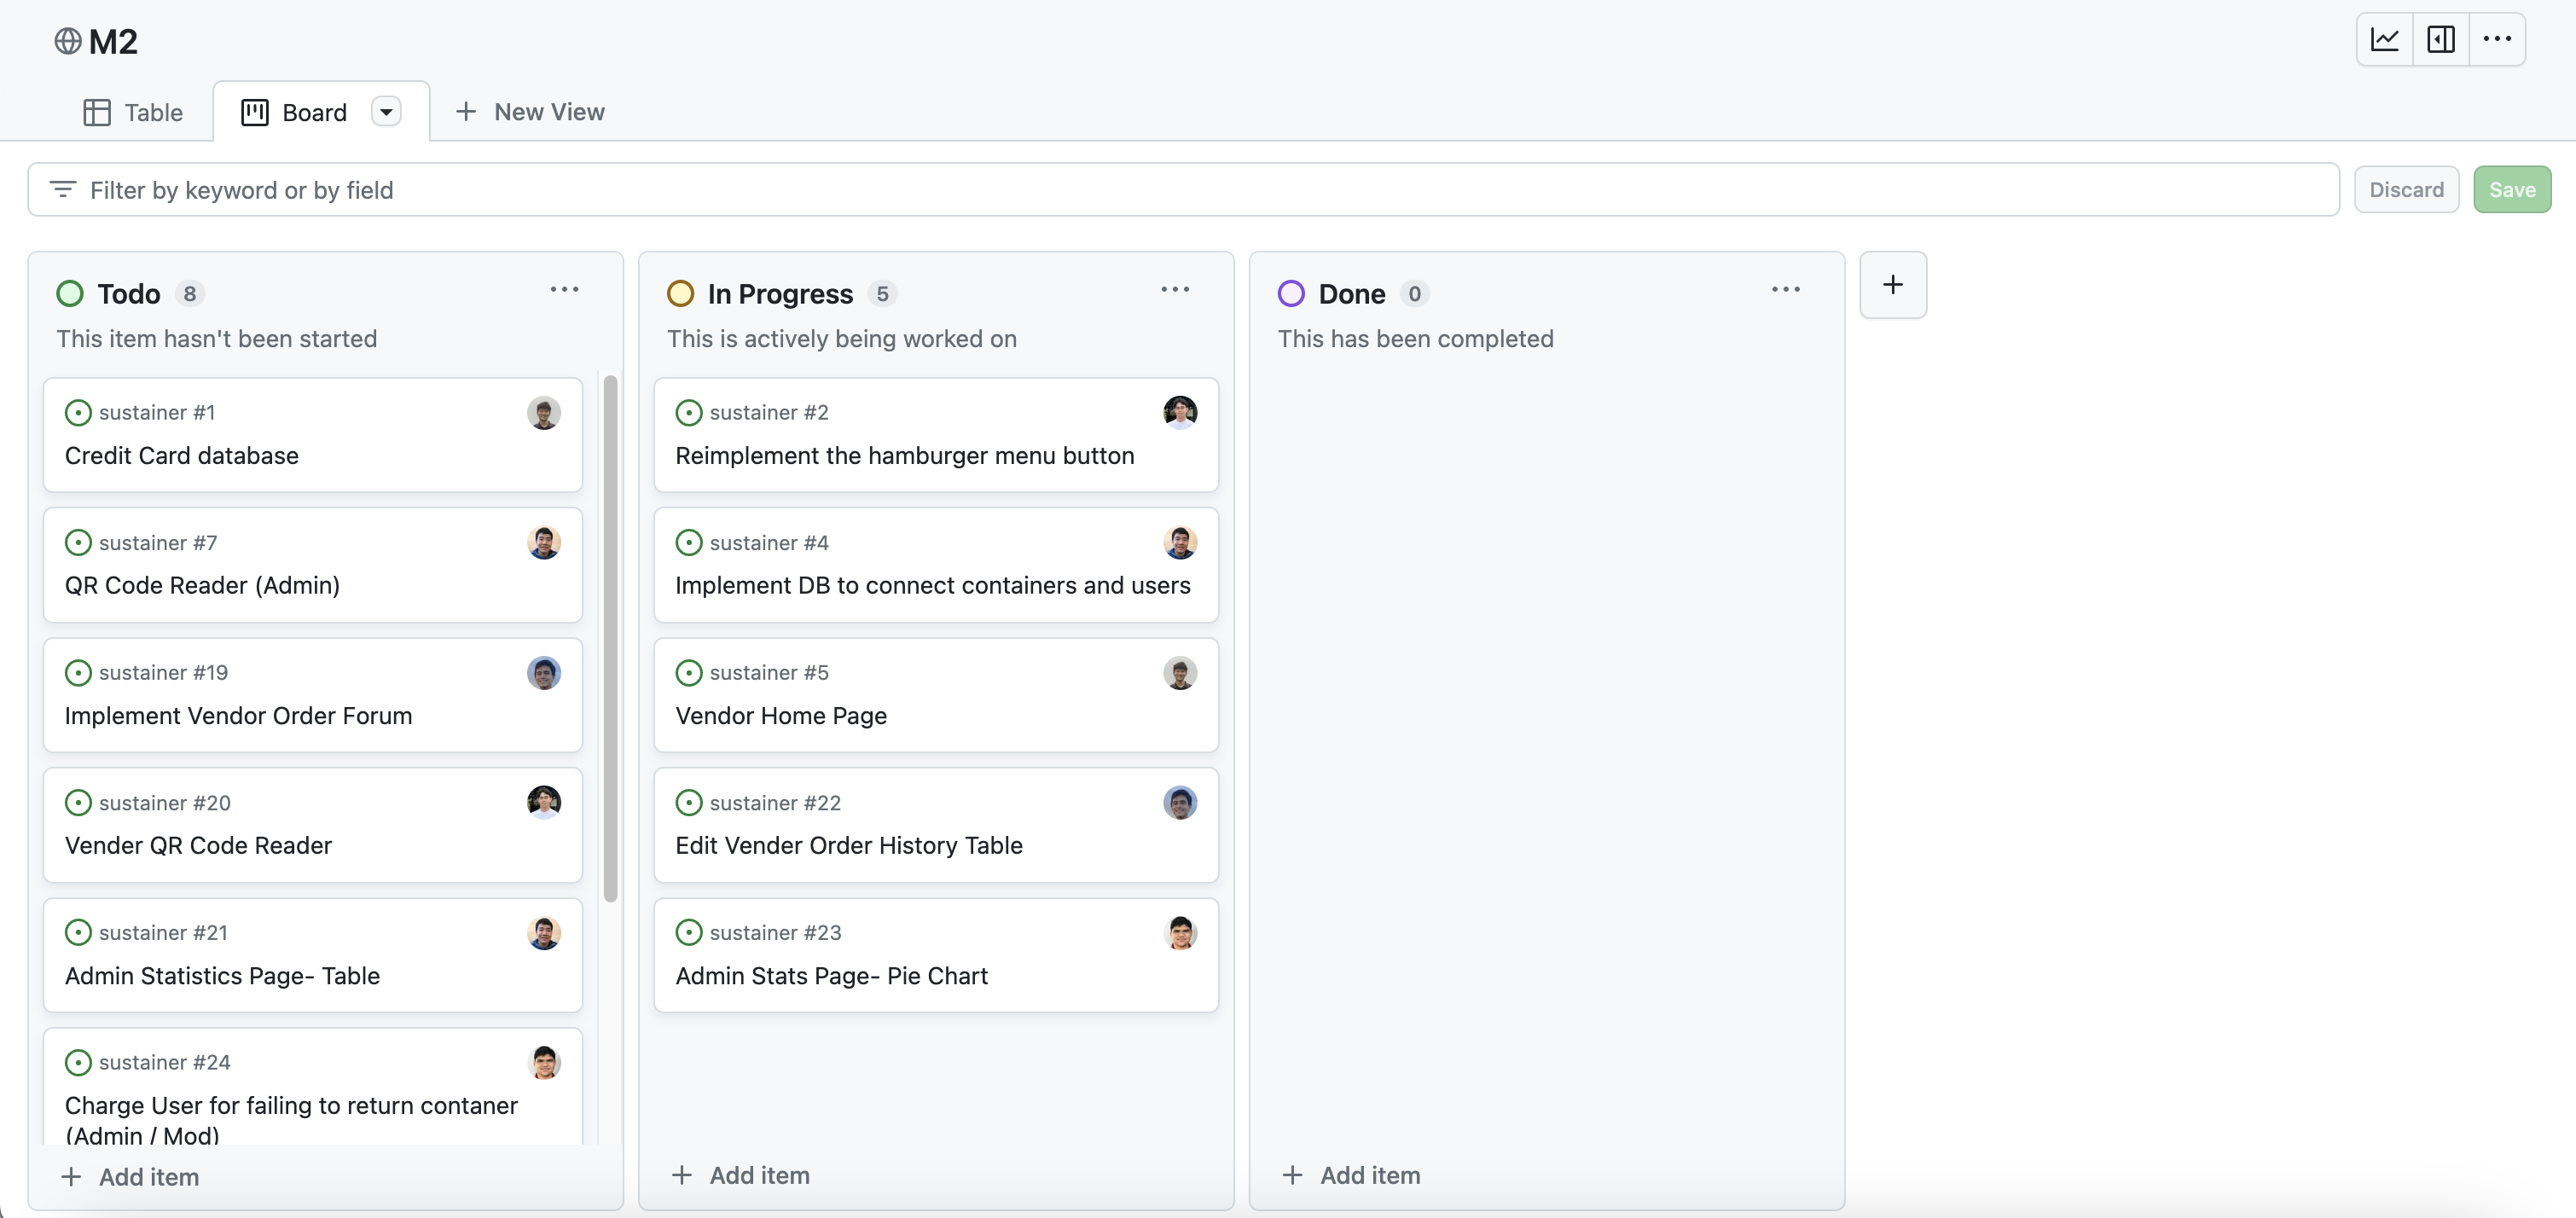 M2
Table
Board
New View
Filter by keyword or by field
Discard
Save
Todo 8
This item hasn't been started
sustainer #1
Credit Card database
sustainer #7
QR Code Reader (Admin)
sustainer #19
Implement Vendor Order Forum
sustainer #20
Vender QR Code Reader
sustainer #21
Admin Statistics Page- Table
sustainer #24
Charge User for failing to return contaner
(Admin / Mod)
Add item
In Progress 5
This is actively being worked on
sustainer #2
Reimplement the hamburger menu button
sustainer #4
Implement DB to connect containers and users
sustainer #5
Vendor Home Page
sustainer #22
Edit Vender Order History Table
sustainer #23
Admin Stats Page- Pie Chart
Add item
Done 0
This has been completed
Add item